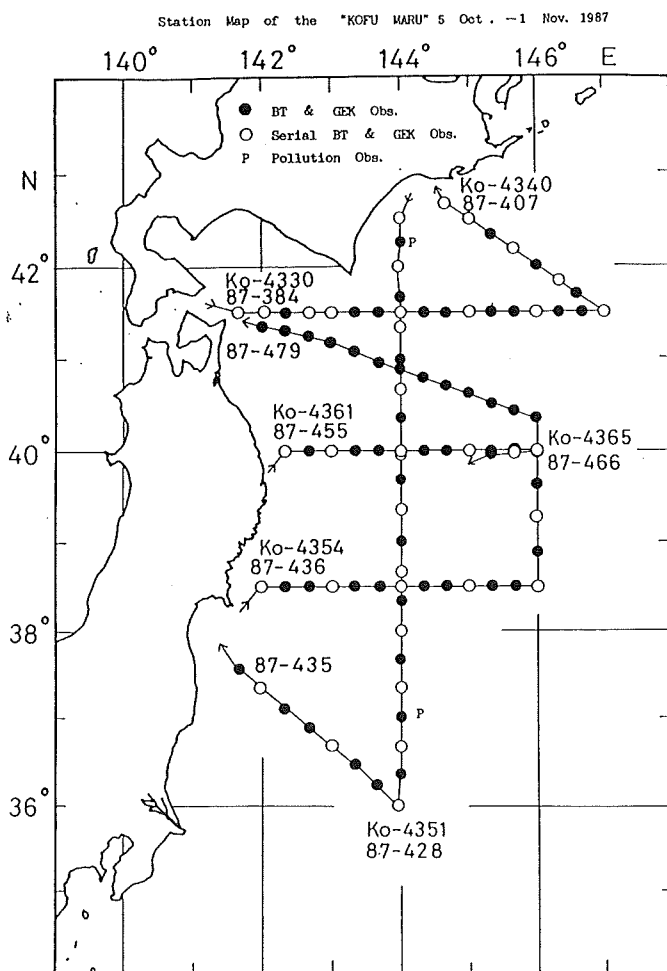 Station Map of the "KOFU MARU" 5 Oct. -1 Nov. 1987
140° 142° 144° 146° E
● BT & GEK Obs.
○ Serial BT & GEK Obs.
P Pollution Obs.
N
Ko-4340
87-407
P
42°
Ko-4330
87-384
87-479
Ko-4361
87-455
Ko-4365
87-466
40°
Ko-4354
87-436
38°
87-435
P
36°
Ko-4351
87-428